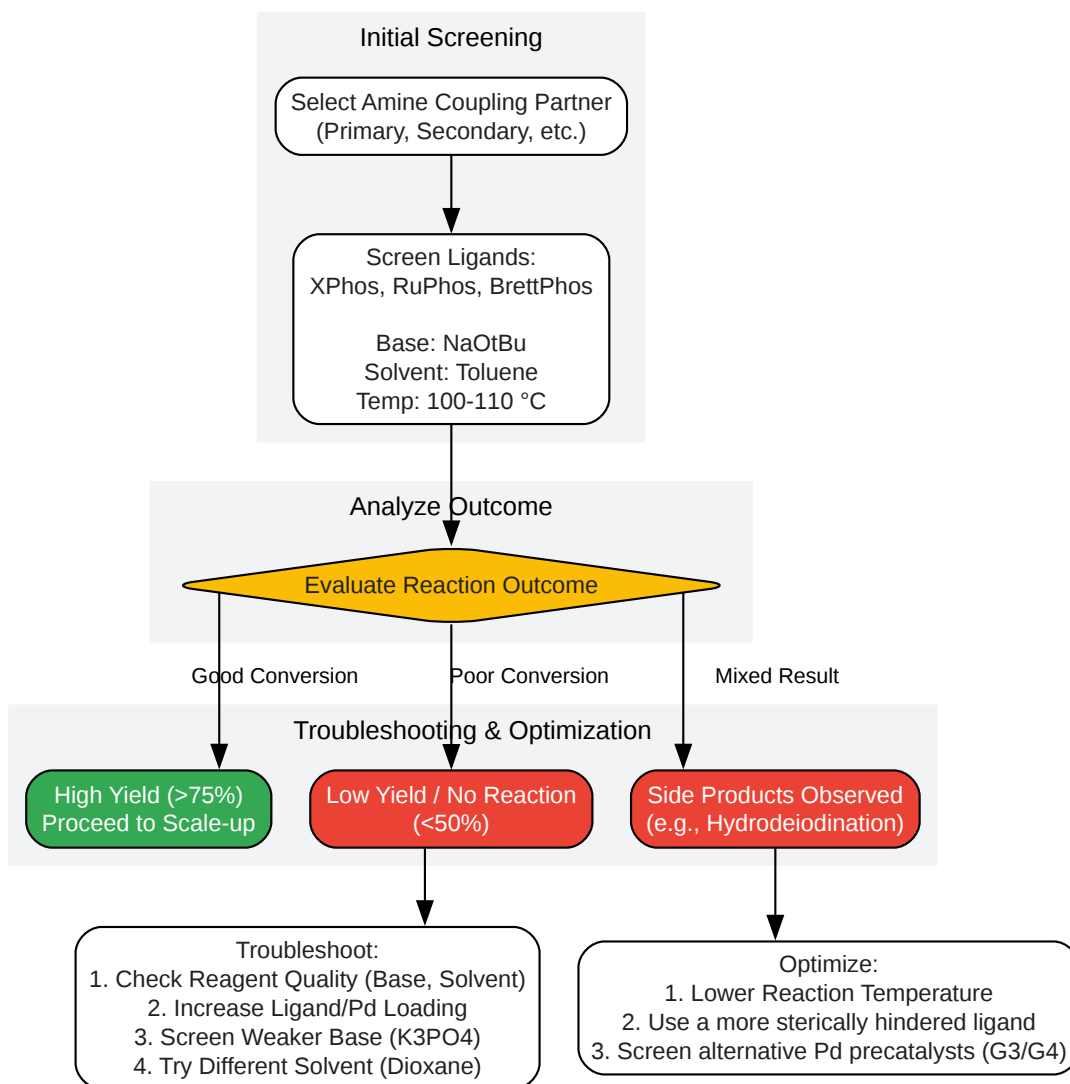 Initial Screening
Select Amine Coupling Partner
(Primary, Secondary, etc.)
Screen Ligands:
XPhos, RuPhos, BrettPhos
Base: NaOtBu
Solvent: Toluene
Temp: 100-110 °C
Analyze Outcome
Evaluate Reaction Outcome
Good Conversion
Poor Conversion
Mixed Result
Troubleshooting & Optimization
High Yield (>75%)
Proceed to Scale-up
Low Yield / No Reaction
(<50%)
Side Products Observed
(e.g., Hydrodeiodination)
Troubleshoot:
1. Check Reagent Quality (Base, Solvent)
2. Increase Ligand/Pd Loading
3. Screen Weaker Base (K3PO4)
4. Try Different Solvent (Dioxane)
Optimize:
1. Lower Reaction Temperature
2. Use a more sterically hindered ligand
3. Screen alternative Pd precatalysts (G3/G4)